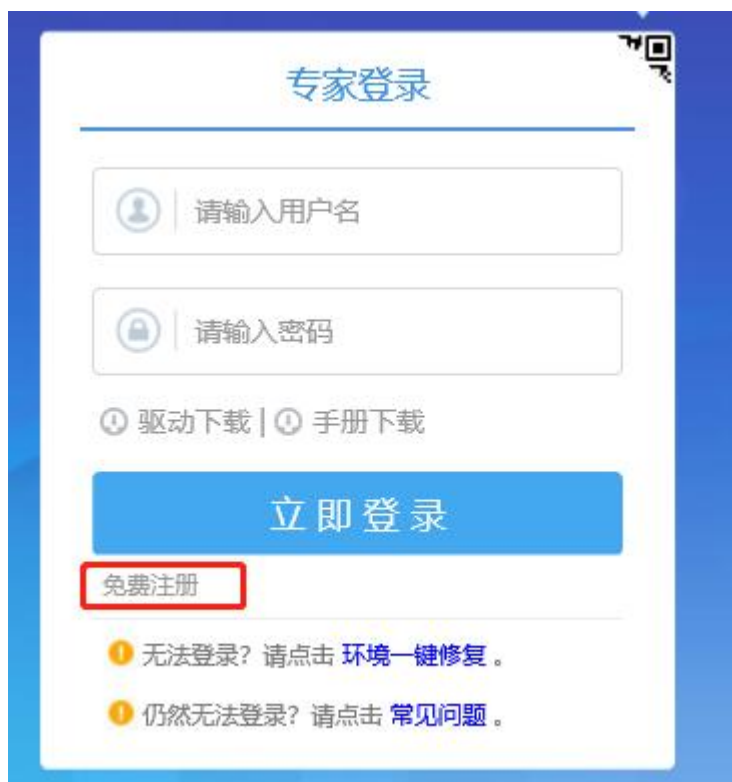 专家登录
请输入用户名
请输入密码
驱动下载 | 手册下载
立即登录
免费注册
无法登录？请点击 环境一键修复 。
仍然无法登录？请点击 常见问题 。